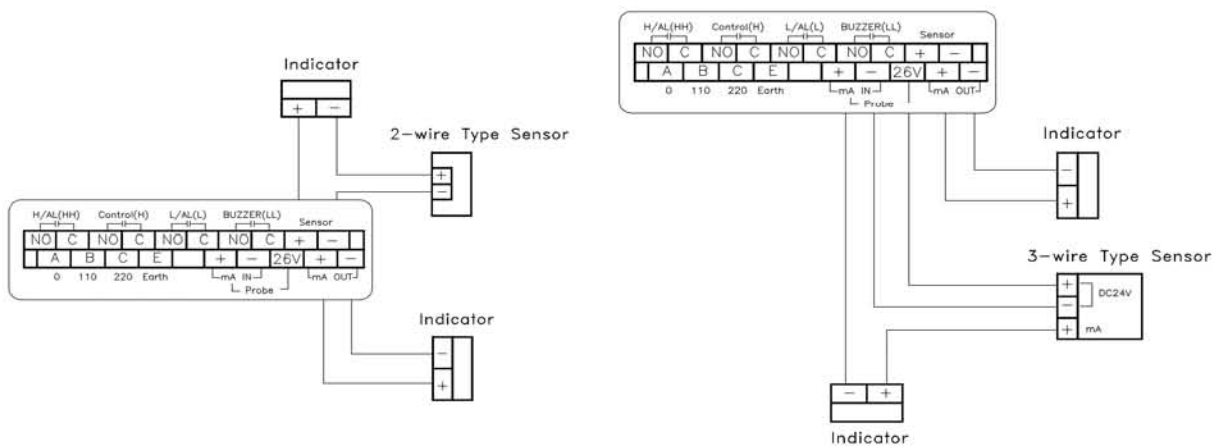 Indicator
+ −
2-wire Type Sensor
+
−
H/AL(HH) Control(H) L/AL(L) BUZZER(LL) Sensor
NO C NO C NO C NO C + −
A B C E + − 26V + −
0 110 220 Earth mA IN mA OUT
Probe
Indicator
−
+
H/AL(HH) Control(H) L/AL(L) BUZZER(LL) Sensor
NO C NO C NO C NO C + −
A B C E + − 26V + −
0 110 220 Earth mA IN mA OUT
Probe
Indicator
−
+
3-wire Type Sensor
+ DC24V
−
+ mA
− +
Indicator